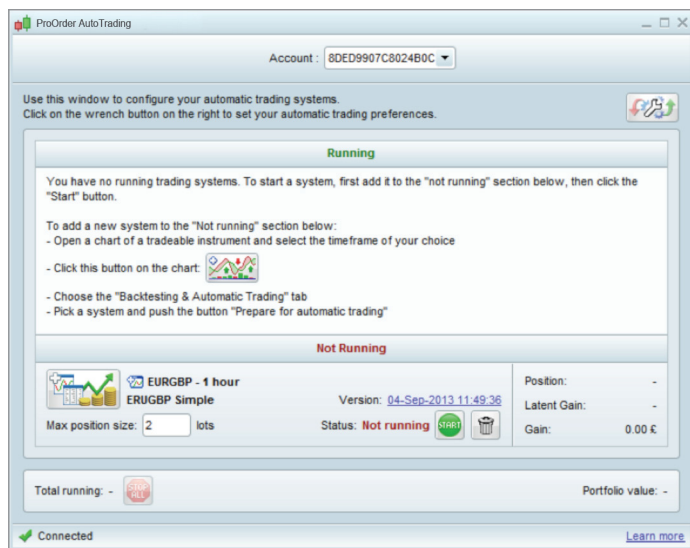 ProOrder AutoTrading
Account : 8DED9907C8024B0C
Use this window to configure your automatic trading systems.
Click on the wrench button on the right to set your automatic trading preferences.
Running
You have no running trading systems. To start a system, first add it to the "not running" section below, then click the
"Start" button.
To add a new system to the "Not running" section below:
- Open a chart of a tradeable instrument and select the timeframe of your choice
- Click this button on the chart:
- Choose the "Backtesting & Automatic Trading" tab
- Pick a system and push the button "Prepare for automatic trading"
Not Running
EURGBP - 1 hour
ERUGBP Simple
Version: 04-Sep-2013 11:49:36
Max position size: 2 lots
Status: Not running START
Position: -
Latent Gain: -
Gain: 0.00 £
Total running: - STOP ALL
Portfolio value: -
Connected
Learn more